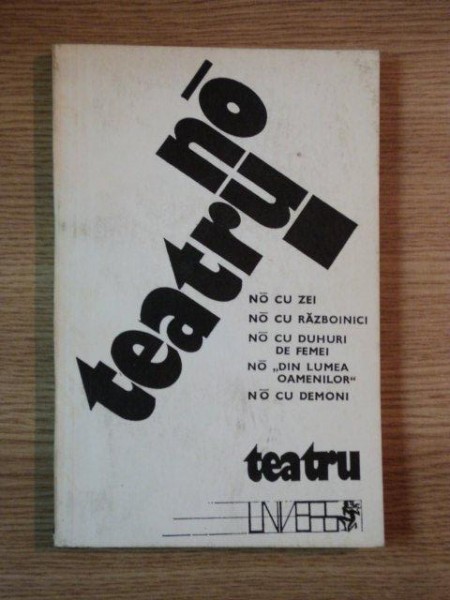 nō
teatrul
NŌ CU ZEI
NŌ CU RĂZBOINICI
NŌ CU DUHURI
DE FEMEI
NŌ „DIN LUMEA
OAMENILOR“
NŌ CU DEMONI
teatru
UNIVERS